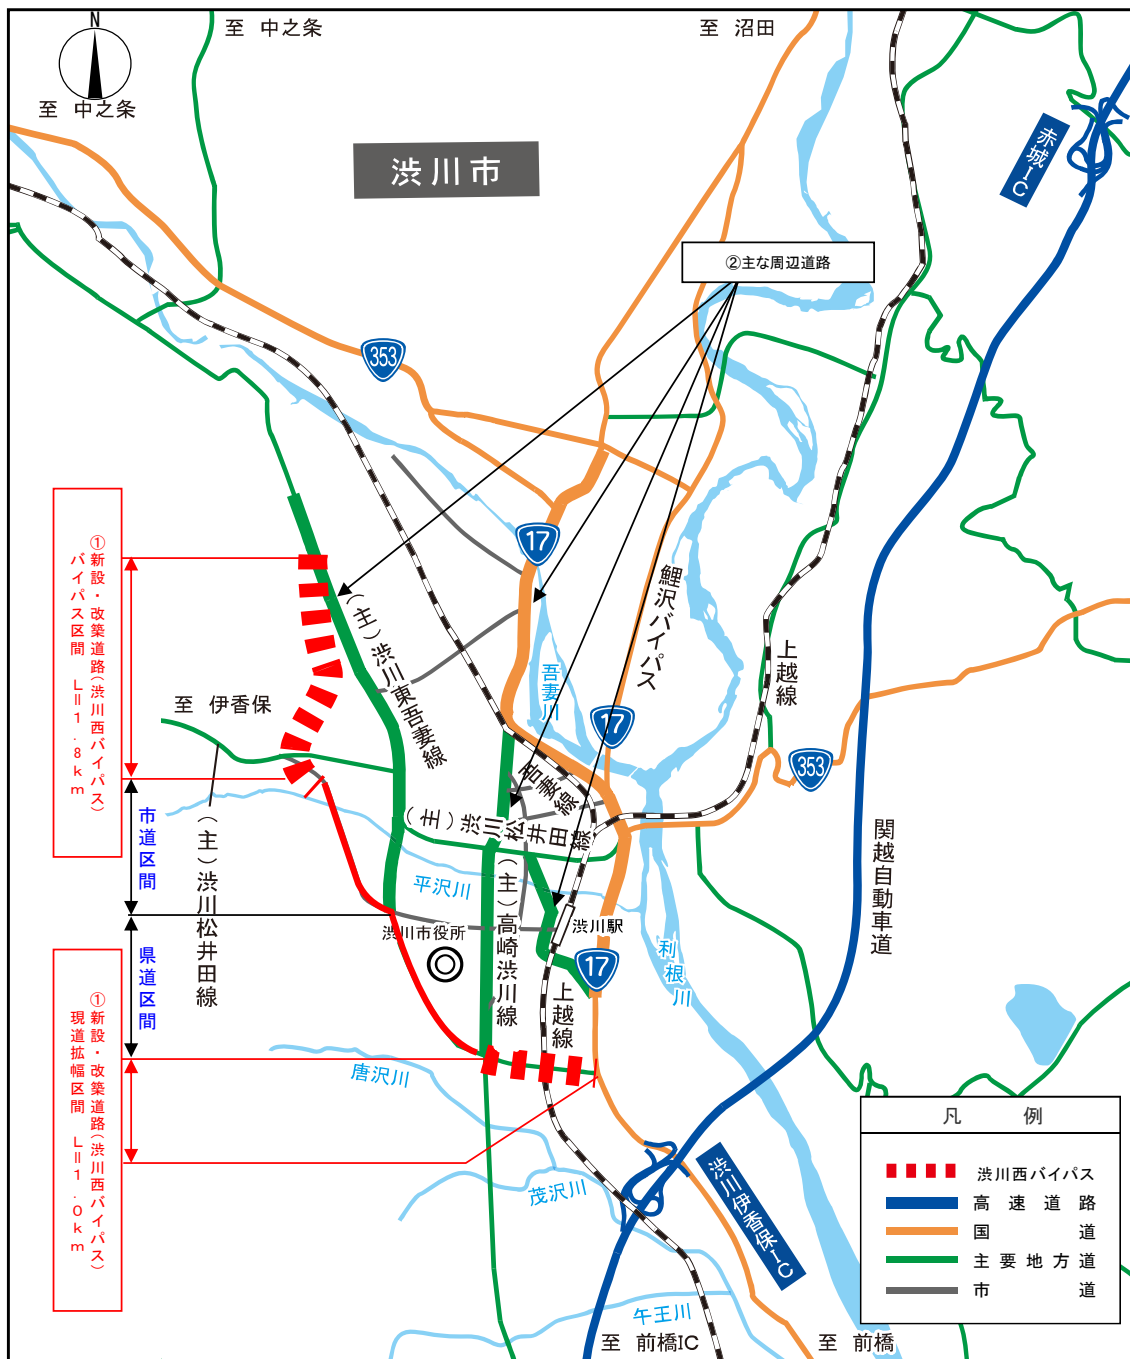 N
至 中之条
至 沼田
至 中之条
渋川市
赤城IC
②主な周辺道路
353
17
鯉沢バイパス
①新設・改築道路(渋川西バイパス)
バイパス区間 L=1.8km
(主)渋川東吾妻線
吾妻川
上越線
至 伊香保
17
353
吾妻線
(主)渋川松井田線
市道区間
(主)渋川松井田線
関越自動車道
平沢川
(主)高崎渋川線
渋川駅
渋川市役所
利根川
県道区間
17
上越線
①新設・改築道路(渋川西バイパス)
現道拡幅区間 L=1.0km
唐沢川
茂沢川
渋川伊香保IC
午王川
至 前橋IC
至 前橋
凡 例
渋川西バイパス
高速道路
国道
主要地方道
市道